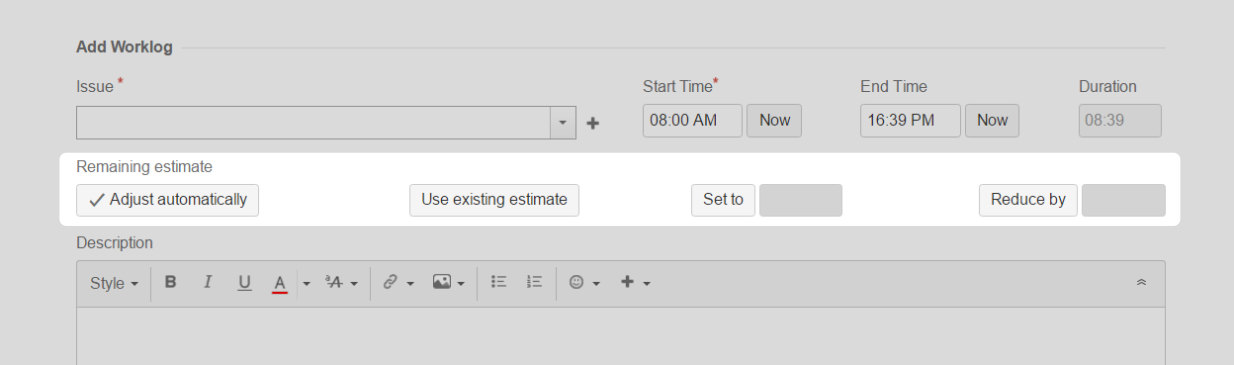 Add Worklog
Issue * Start Time* End Time Duration
08:00 AM Now 16:39 PM Now 08:39
Remaining estimate
Adjust automatically Use existing estimate Set to Reduce by
Description
Style B I U A ᵃA